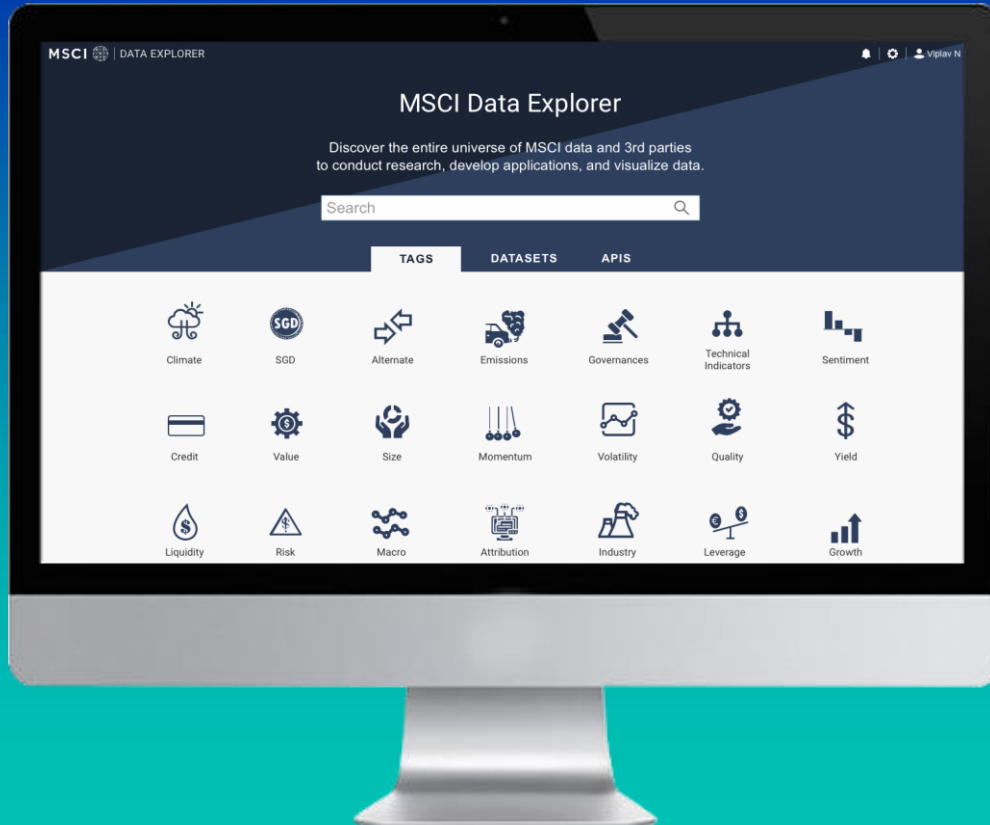 MSCI | DATA EXPLORER
Viplav N
MSCI Data Explorer
Discover the entire universe of MSCI data and 3rd parties
to conduct research, develop applications, and visualize data.
Search
TAGS DATASETS APIS
SGD
Climate SGD Alternate Emissions Governances Technical Indicators Sentiment
Credit Value Size Momentum Volatility Quality Yield
Liquidity Risk Macro Attribution Industry Leverage Growth